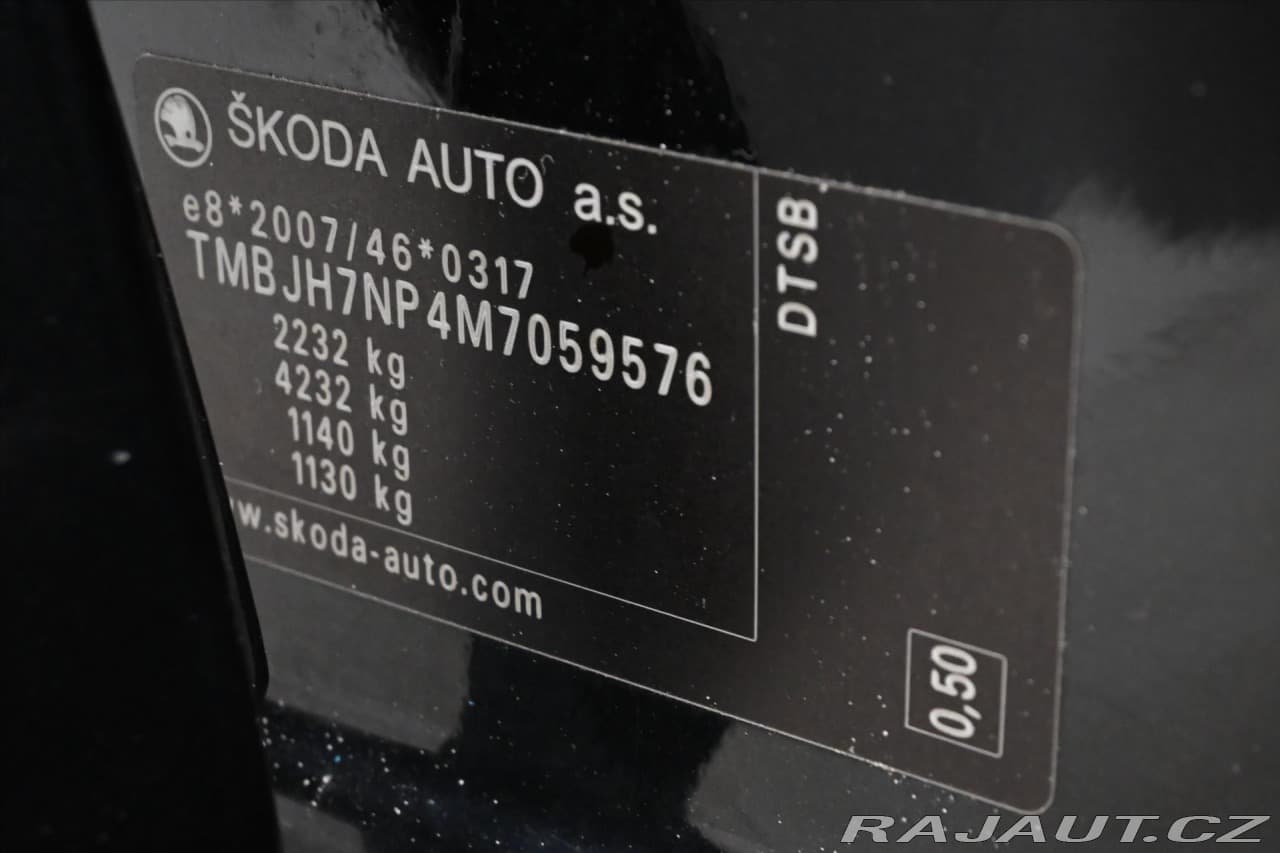 ŠKODA AUTO a.s.
e8*2007/46*0317
TMBJH7NP4M7059576
2232 kg
4232 kg
1140 kg
1130 kg
w.skoda-auto.com
DTSB
0,50
RAJAUT.CZ